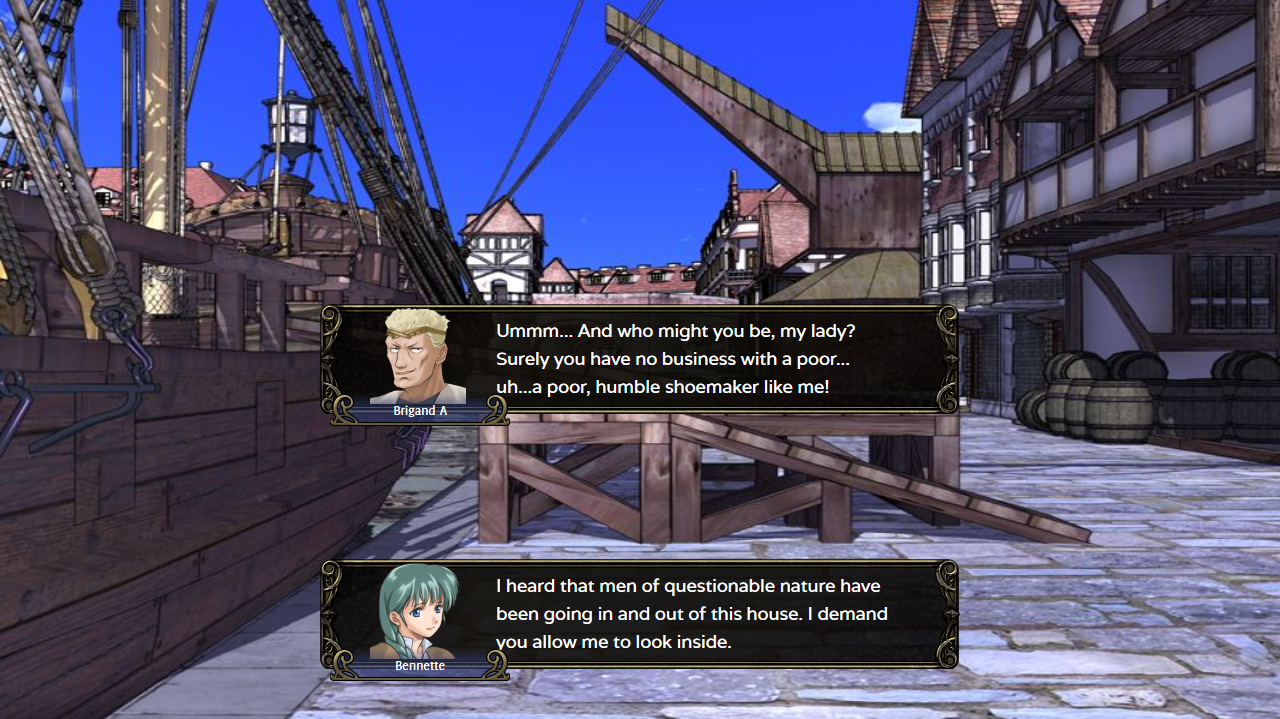 Ummm... And who might you be, my lady?
Surely you have no business with a poor...
uh...a poor, humble shoemaker like me!
Brigand A
I heard that men of questionable nature have
been going in and out of this house. I demand
you allow me to look inside.
Bennette